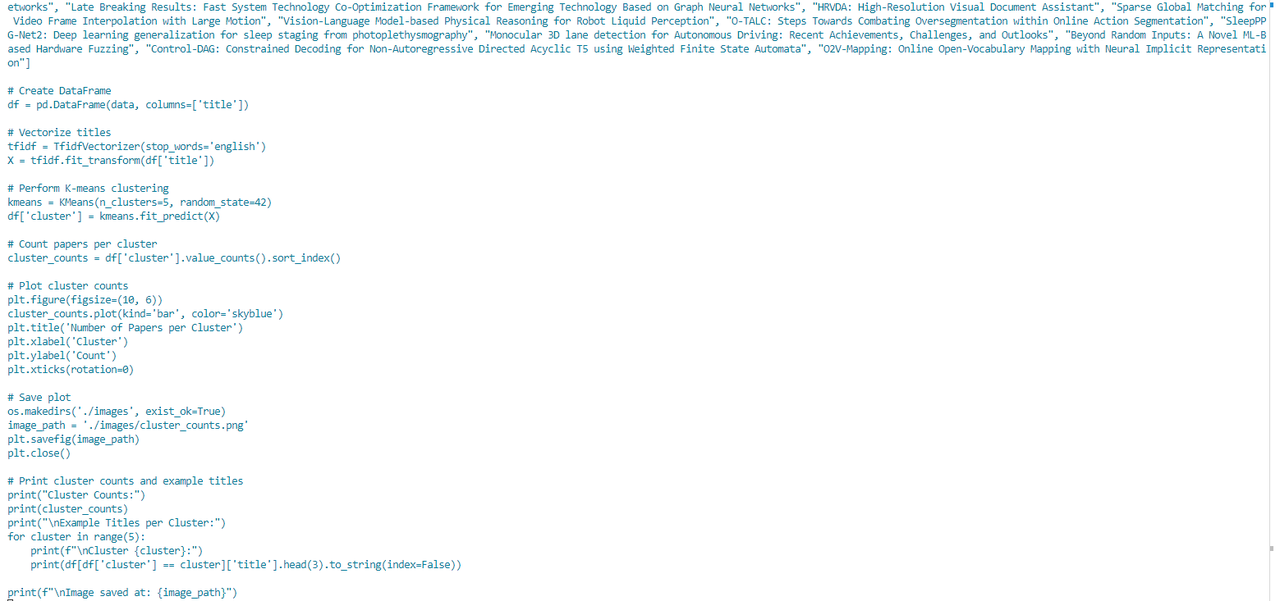 etworks", "Late Breaking Results: Fast System Technology Co-Optimization Framework for Emerging Technology Based on Graph Neural Networks", "HRVDA: High-Resolution Visual Document Assistant", "Sparse Global Matching for
 Video Frame Interpolation with Large Motion", "Vision-Language Model-based Physical Reasoning for Robot Liquid Perception", "O-TALC: Steps Towards Combating Oversegmentation within Online Action Segmentation", "SleepPP
G-Net2: Deep learning generalization for sleep staging from photoplethysmography", "Monocular 3D lane detection for Autonomous Driving: Recent Achievements, Challenges, and Outlooks", "Beyond Random Inputs: A Novel ML-B
ased Hardware Fuzzing", "Control-DAG: Constrained Decoding for Non-Autoregressive Directed Acyclic T5 using Weighted Finite State Automata", "O2V-Mapping: Online Open-Vocabulary Mapping with Neural Implicit Representati
on"]

# Create DataFrame
df = pd.DataFrame(data, columns=['title'])

# Vectorize titles
tfidf = TfidfVectorizer(stop_words='english')
X = tfidf.fit_transform(df['title'])

# Perform K-means clustering
kmeans = KMeans(n_clusters=5, random_state=42)
df['cluster'] = kmeans.fit_predict(X)

# Count papers per cluster
cluster_counts = df['cluster'].value_counts().sort_index()

# Plot cluster counts
plt.figure(figsize=(10, 6))
cluster_counts.plot(kind='bar', color='skyblue')
plt.title('Number of Papers per Cluster')
plt.xlabel('Cluster')
plt.ylabel('Count')
plt.xticks(rotation=0)

# Save plot
os.makedirs('./images', exist_ok=True)
image_path = './images/cluster_counts.png'
plt.savefig(image_path)
plt.close()

# Print cluster counts and example titles
print("Cluster Counts:")
print(cluster_counts)
print("\nExample Titles per Cluster:")
for cluster in range(5):
    print(f"\nCluster {cluster}:")
    print(df[df['cluster'] == cluster]['title'].head(3).to_string(index=False))

print(f"\nImage saved at: {image_path}")